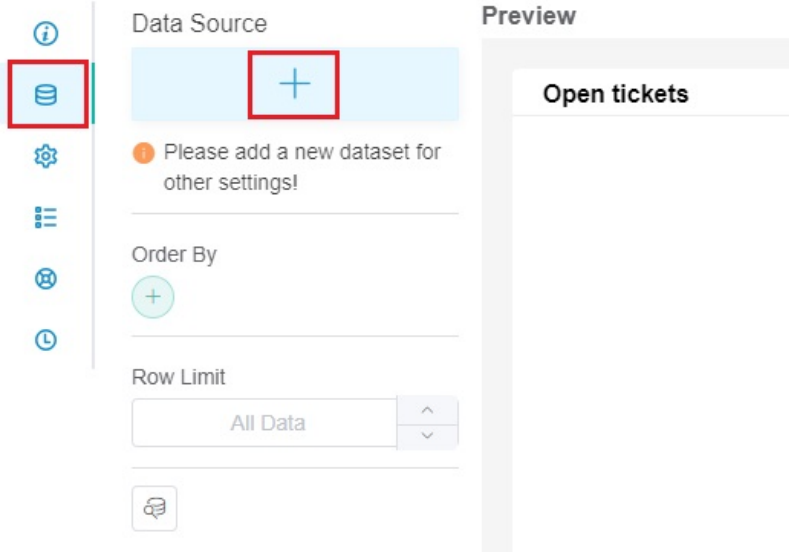 Data Source
Preview
Open tickets
Please add a new dataset for
other settings!
Order By
Row Limit
All Data